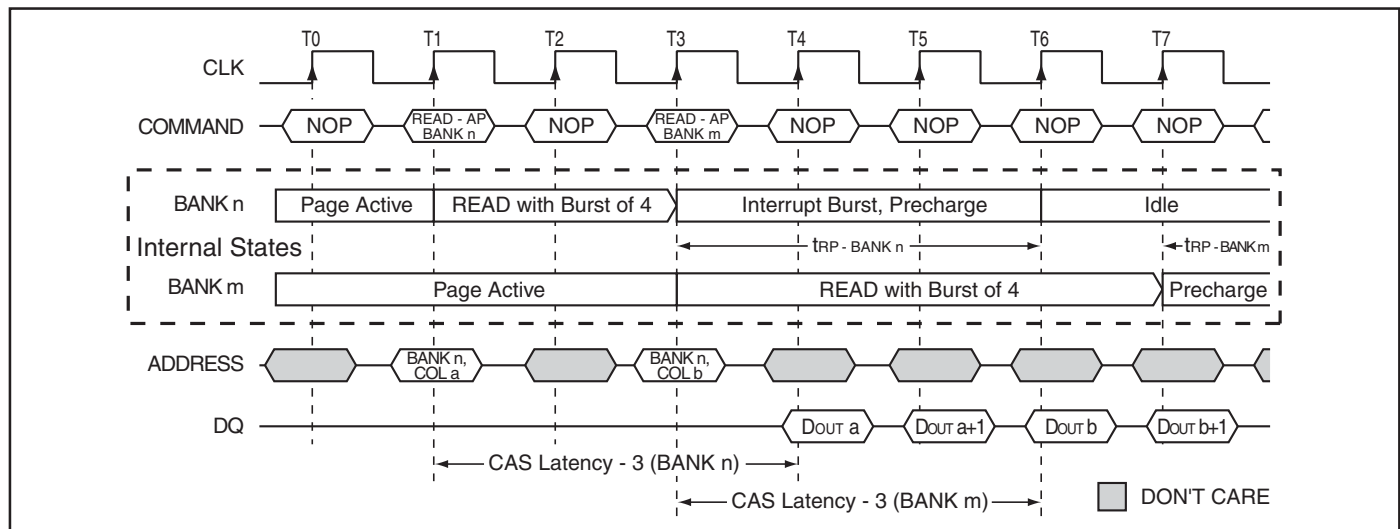 T0 T1 T2 T3 T4 T5 T6 T7
CLK
COMMAND NOP READ - AP BANK n NOP READ - AP BANK m NOP NOP NOP NOP
BANK n Page Active READ with Burst of 4 Interrupt Burst, Precharge Idle
Internal States tRP - BANK n tRP - BANK m
BANK m Page Active READ with Burst of 4 Precharge
ADDRESS BANK n, COL a BANK n, COL b
DQ DOUT a DOUT a+1 DOUT b DOUT b+1
CAS Latency - 3 (BANK n)
CAS Latency - 3 (BANK m) DON'T CARE